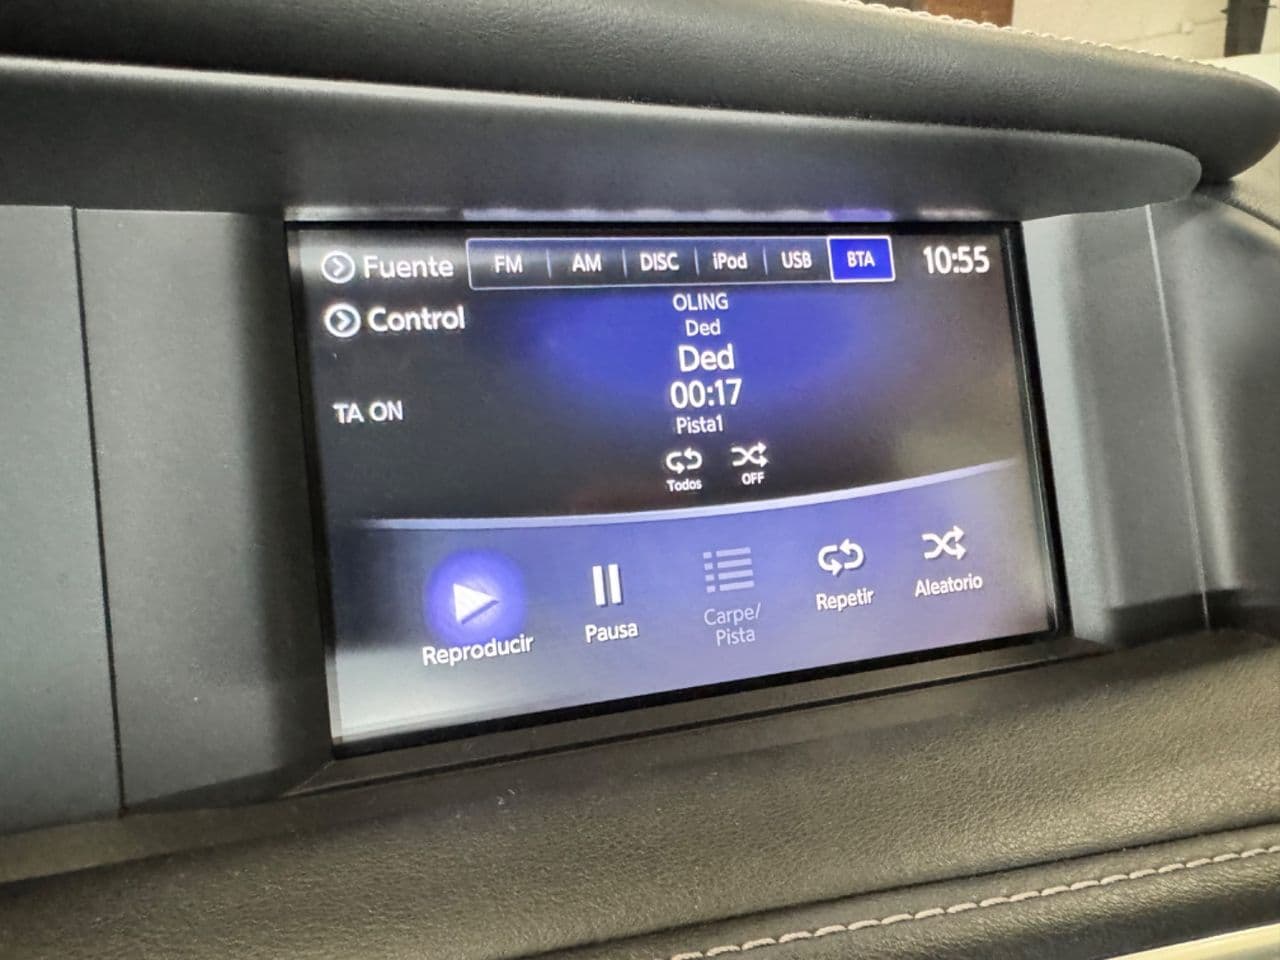 Fuente FM AM DISC iPod USB BTA 10:55
Control
OLING
Ded
Ded
TA ON
00:17
Pista1
Todos OFF
Reproducir Pausa Carpe/
Pista Repetir Aleatorio